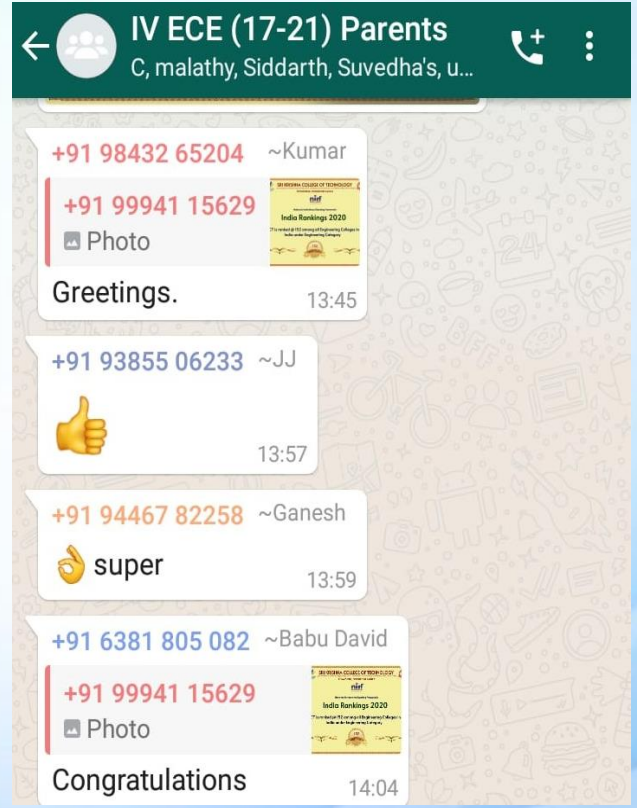 IV ECE (17-21) Parents
C, malathy, Siddarth, Suvedha's, u...
+91 98432 65204 ~Kumar
+91 99941 15629
Photo
SRI KRISHNA COLLEGE OF TECHNOLOGY
nirf
India Rankings 2020
Greetings.
13:45
+91 93855 06233 ~JJ
👍
13:57
+91 94467 82258 ~Ganesh
👌 super
13:59
+91 6381 805 082 ~Babu David
+91 99941 15629
Photo
SRI KRISHNA COLLEGE OF TECHNOLOGY
nirf
India Rankings 2020
Congratulations
14:04